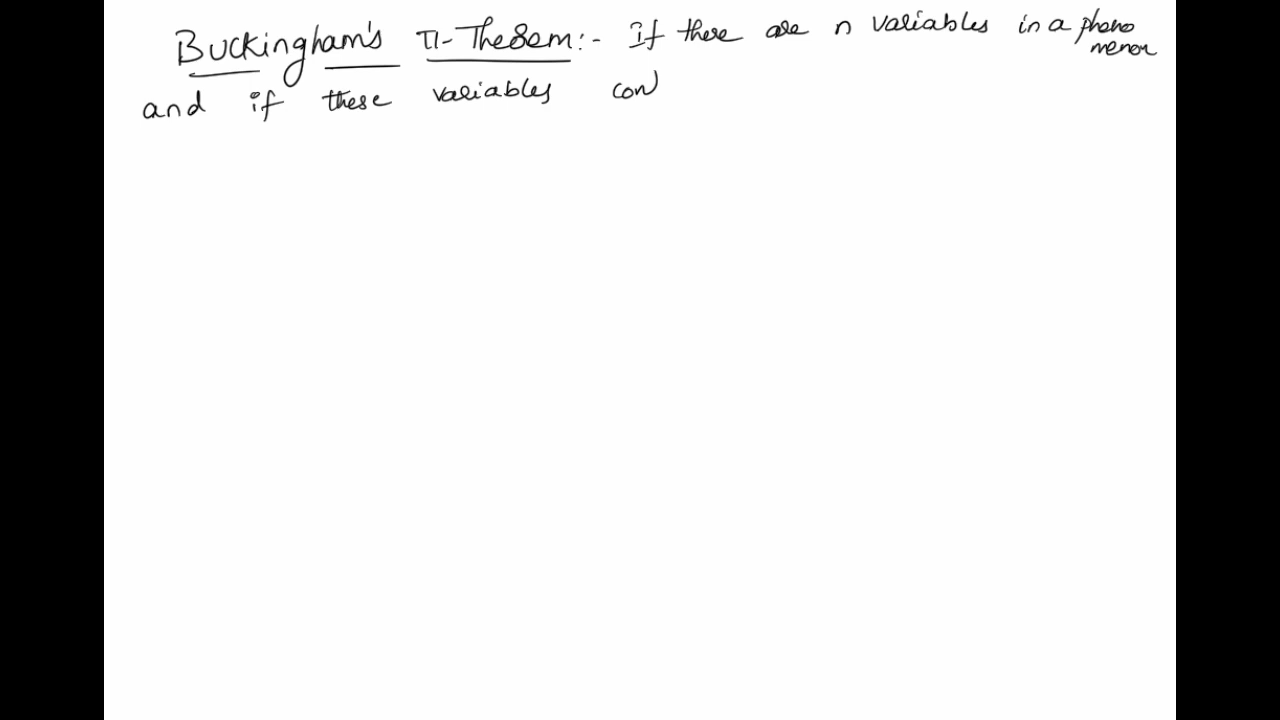 Buckingham's π-Theorem:- If there are n variables in a pheno
menon
and if these variables con